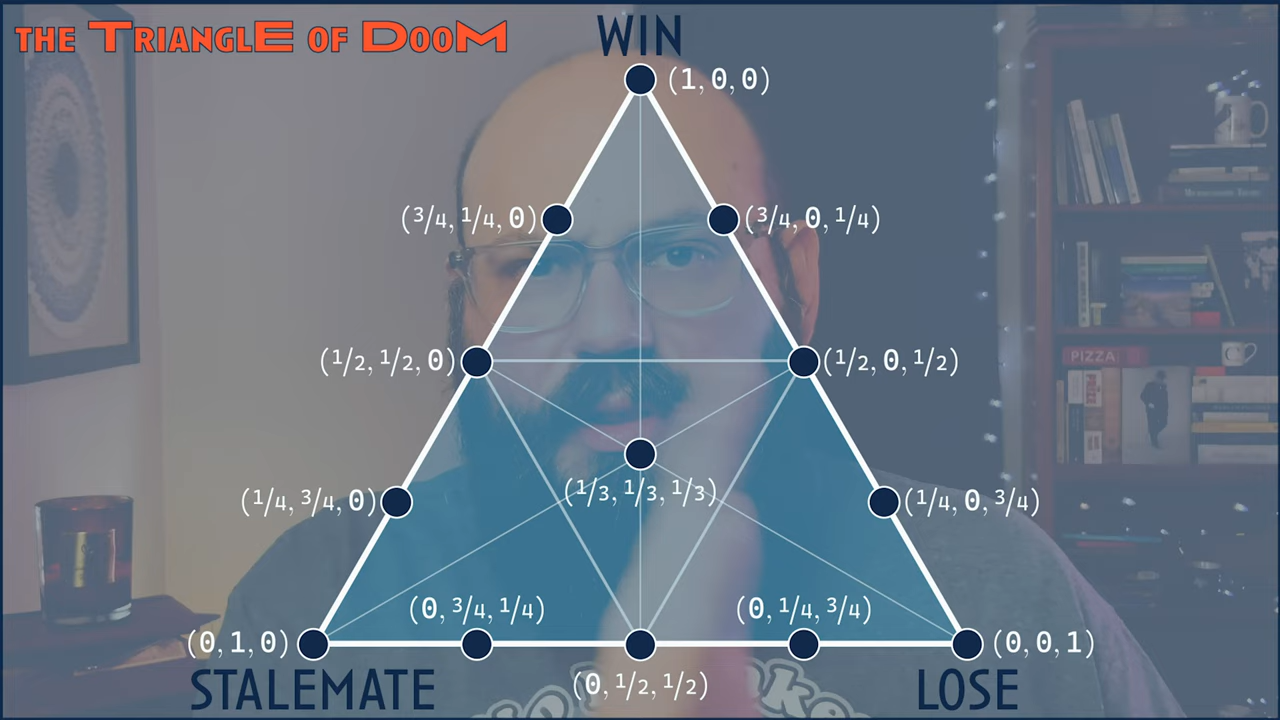 THE TRIANGLE OF DOOM
WIN
(1, 0, 0)
(3/4, 1/4, 0)
(3/4, 0, 1/4)
(1/2, 1/2, 0)
(1/2, 0, 1/2)
PIZZA
(1/3, 1/3, 1/3)
(1/4, 3/4, 0)
(1/4, 0, 3/4)
(0, 3/4, 1/4)
(0, 1/4, 3/4)
(0, 1, 0)
(0, 0, 1)
STALEMATE
(0, 1/2, 1/2)
LOSE